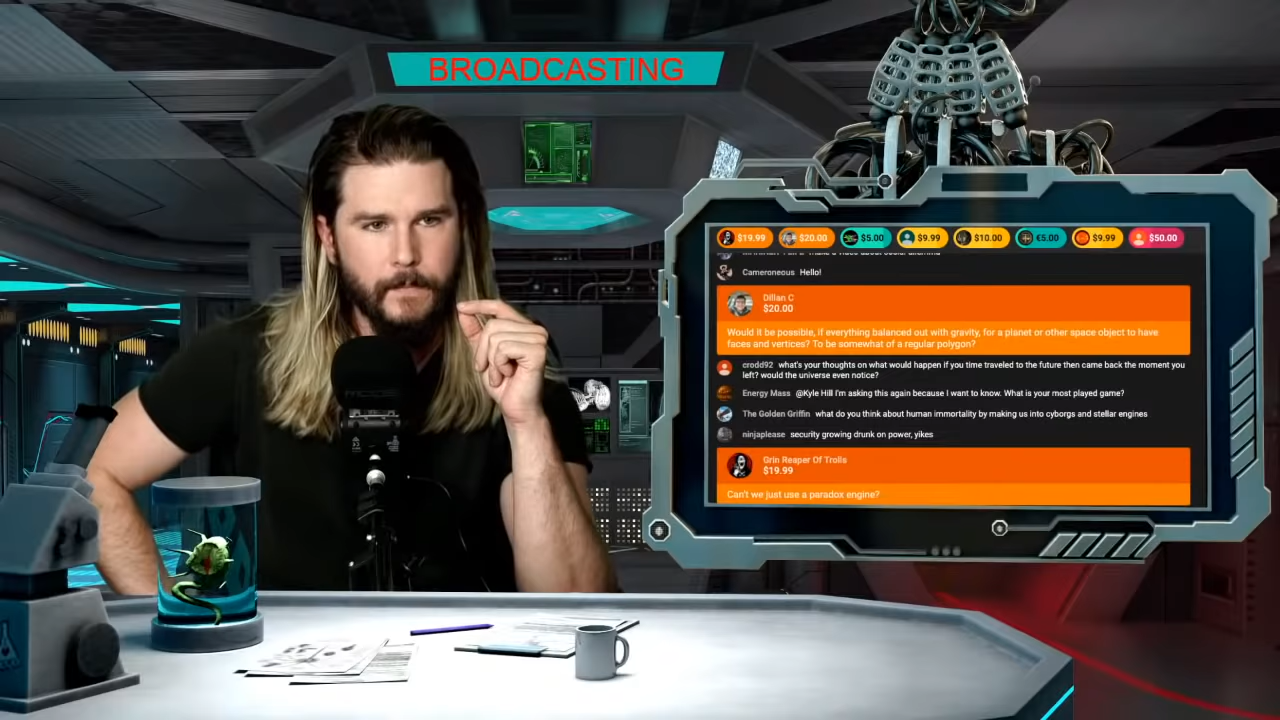 BROADCASTING
$19.99 $20.00 $5.00 $9.99 $10.00 €5.00 $9.99 $50.00
Cameroneous Hello!
Dillan C
$20.00
Would it be possible, if everything balanced out with gravity, for a planet or other space object to have
faces and vertices? To be somewhat of a regular polygon?
crodd92 what's your thoughts on what would happen if you time traveled to the future then came back the moment you
left? would the universe even notice?
Energy Mass @Kyle Hill I'm asking this again because I want to know. What is your most played game?
The Golden Griffin what do you think about human immortality by making us into cyborgs and stellar engines
ninjaplease security growing drunk on power, yikes
Grin Reaper Of Trolls
$19.99
Can't we just use a paradox engine?